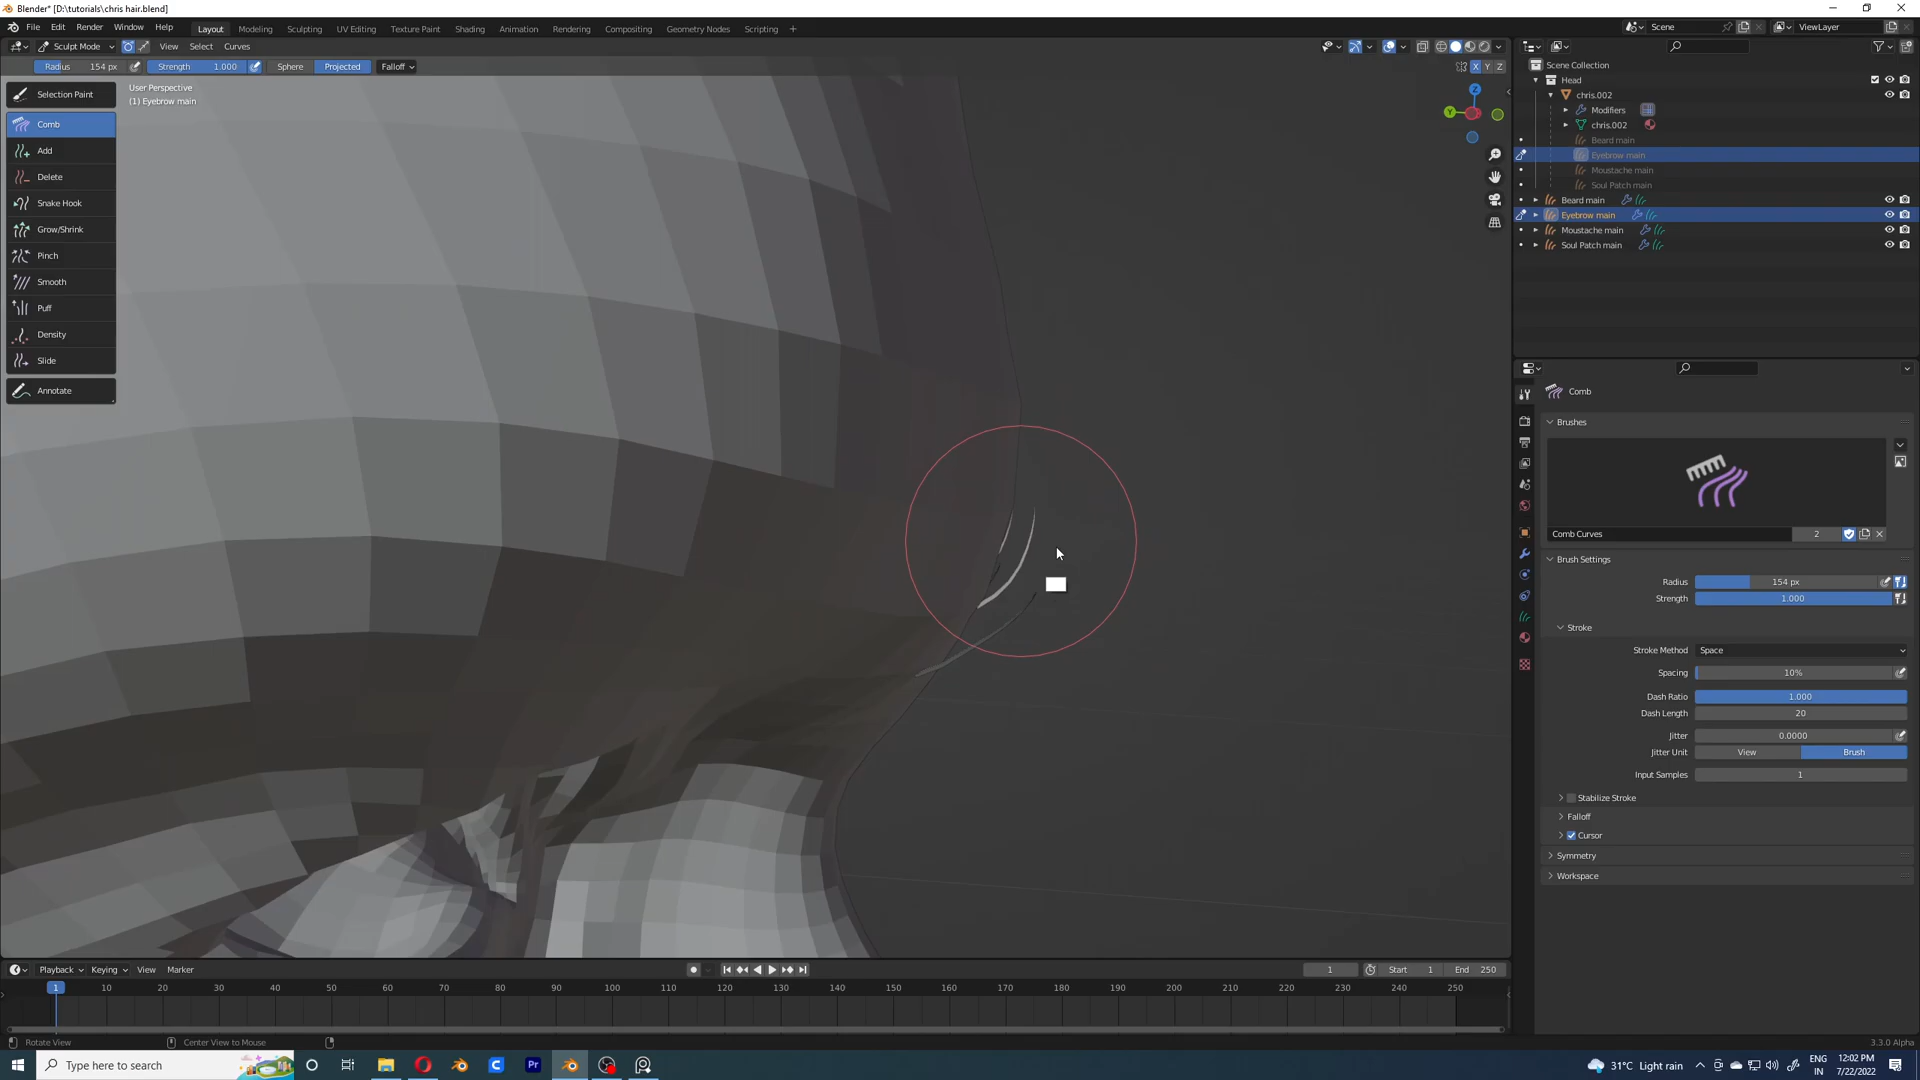 Blender* [D:\tutorials\chris hair.blend]
File Edit Render Window Help
Layout Modeling Sculpting UV Editing Texture Paint Shading Animation Rendering Compositing Geometry Nodes Scripting +
Scene ViewLayer
Sculpt Mode View Select Curves
Radius 154 px Strength 1.000 Sphere Projected Falloff
X Y Z
User Perspective
(1) Eyebrow main
Selection Paint
Comb
Add
Delete
Snake Hook
Grow/Shrink
Pinch
Smooth
Puff
Density
Slide
Annotate
Z
Y
Scene Collection
Head
chris.002
Modifiers
chris.002
Beard main
Eyebrow main
Moustache main
Soul Patch main
Beard main
Eyebrow main
Moustache main
Soul Patch main
Comb
Brushes
Comb Curves 2
Brush Settings
Radius 154 px
Strength 1.000
Stroke
Stroke Method Space
Spacing 10%
Dash Ratio 1.000
Dash Length 20
Jitter 0.0000
Jitter Unit View Brush
Input Samples 1
Stabilize Stroke
Falloff
Cursor
Symmetry
Workspace
Playback Keying View Marker 1 Start 1 End 250
1 10 20 30 40 50 60 70 80 90 100 110 120 130 140 150 160 170 180 190 200 210 220 230 240 250
Rotate View Center View to Mouse 3.3.0 Alpha
Type here to search
Pr
31°C Light rain
ENG
IN
12:02 PM
7/22/2022